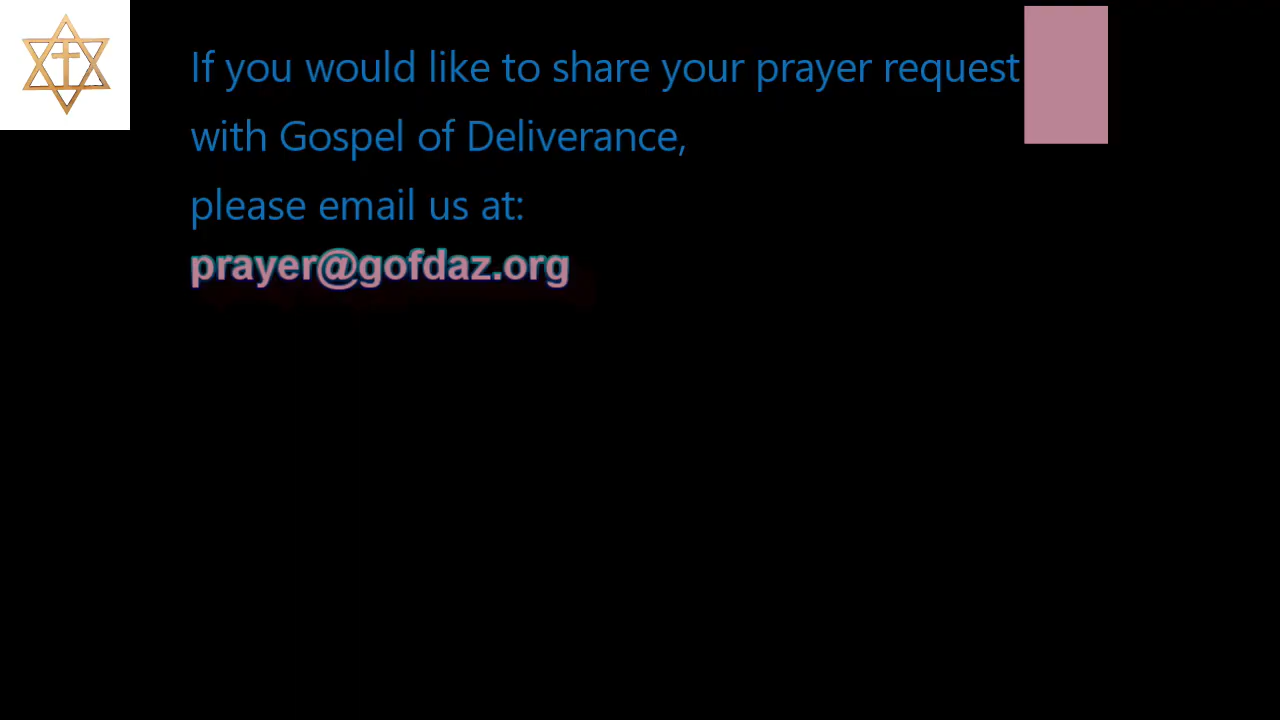 If you would like to share your prayer request
with Gospel of Deliverance,
please email us at:
prayer@gofdaz.org